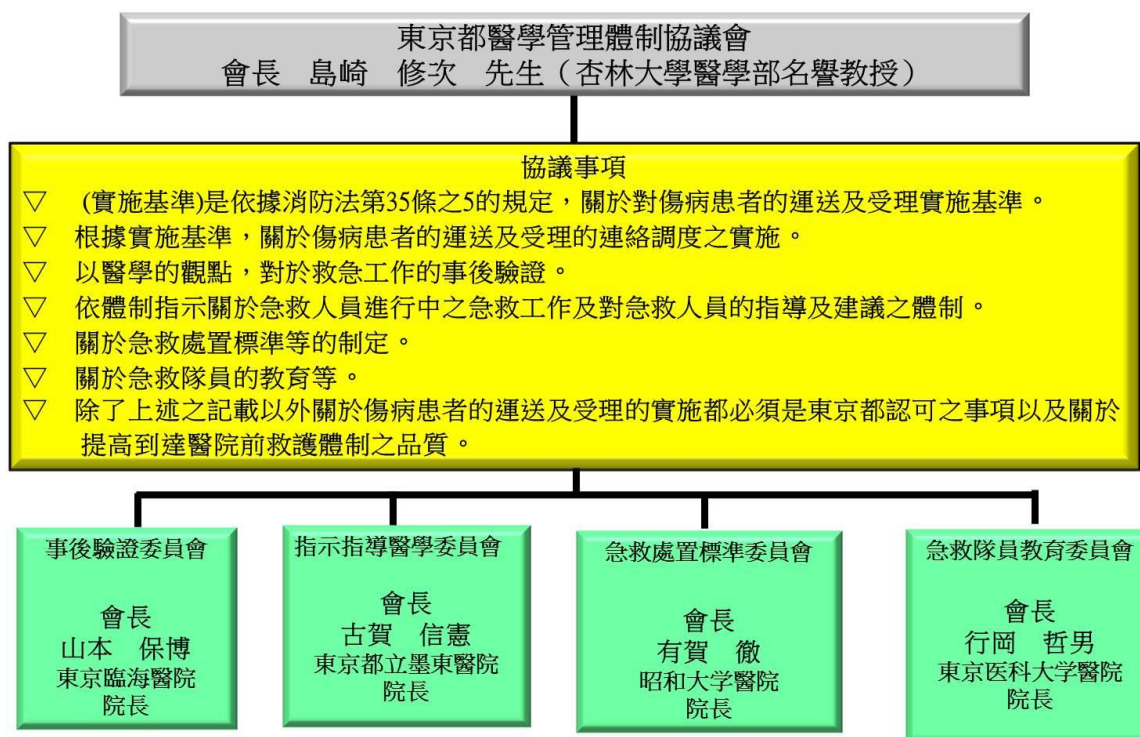 東京都醫學管理體制協議會
會長　島崎　修次　先生（杏林大學醫學部名譽教授）
協議事項
▽　(實施基準)是依據消防法第35條之5的規定，關於對傷病患者的運送及受理實施基準。
▽　根據實施基準，關於傷病患者的運送及受理的連絡調度之實施。
▽　以醫學的觀點，對於救急工作的事後驗證。
▽　依體制指示關於急救人員進行中之急救工作及對急救人員的指導及建議之體制。
▽　關於急救處置標準等的制定。
▽　關於急救隊員的教育等。
▽　除了上述之記載以外關於傷病患者的運送及受理的實施都必須是東京都認可之事項以及關於
提高到達醫院前救護體制之品質。
事後驗證委員會
會長
山本　保博
東京臨海醫院
院長
指示指導醫學委員會
會長
古賀　信憲
東京都立墨東醫院
院長
急救處置標準委員會
會長
有賀　徹
昭和大学醫院
院長
急救隊員教育委員會
會長
行岡　哲男
東京医科大学醫院
院長